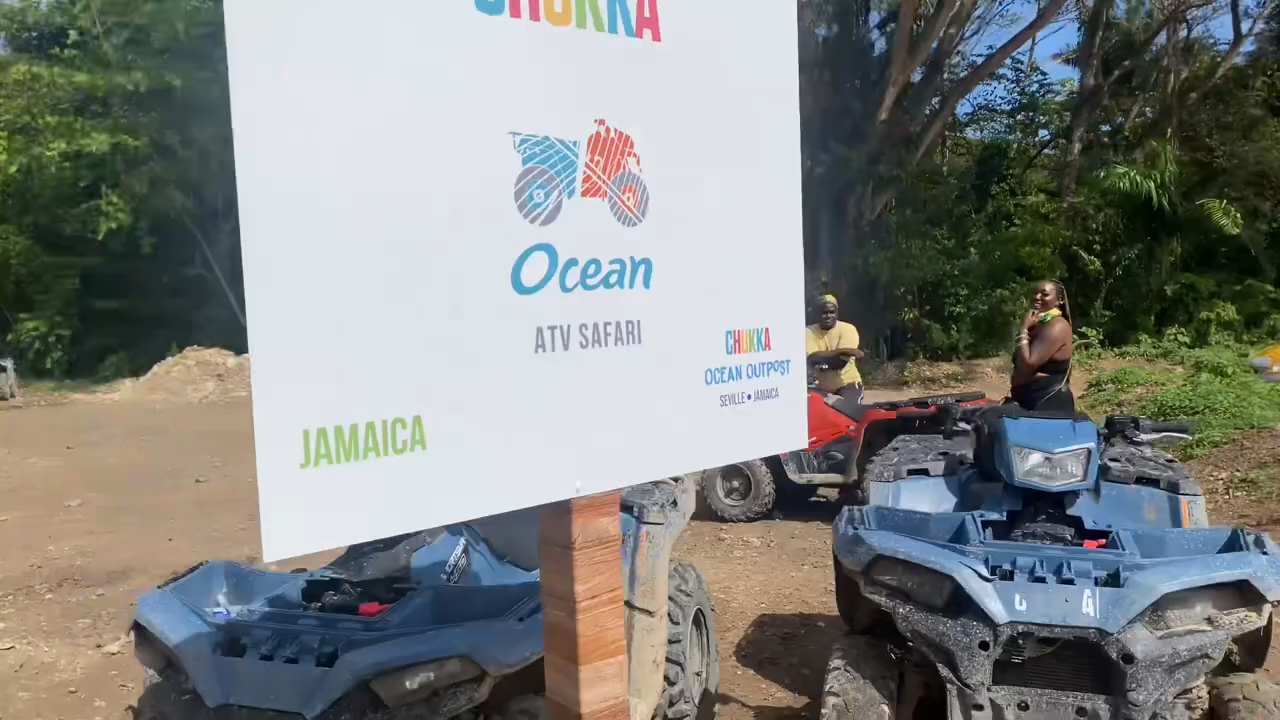 CHUKKA
Ocean
ATV SAFARI
CHUKKA
OCEAN OUTPOST
SEVILLE • JAMAICA
JAMAICA